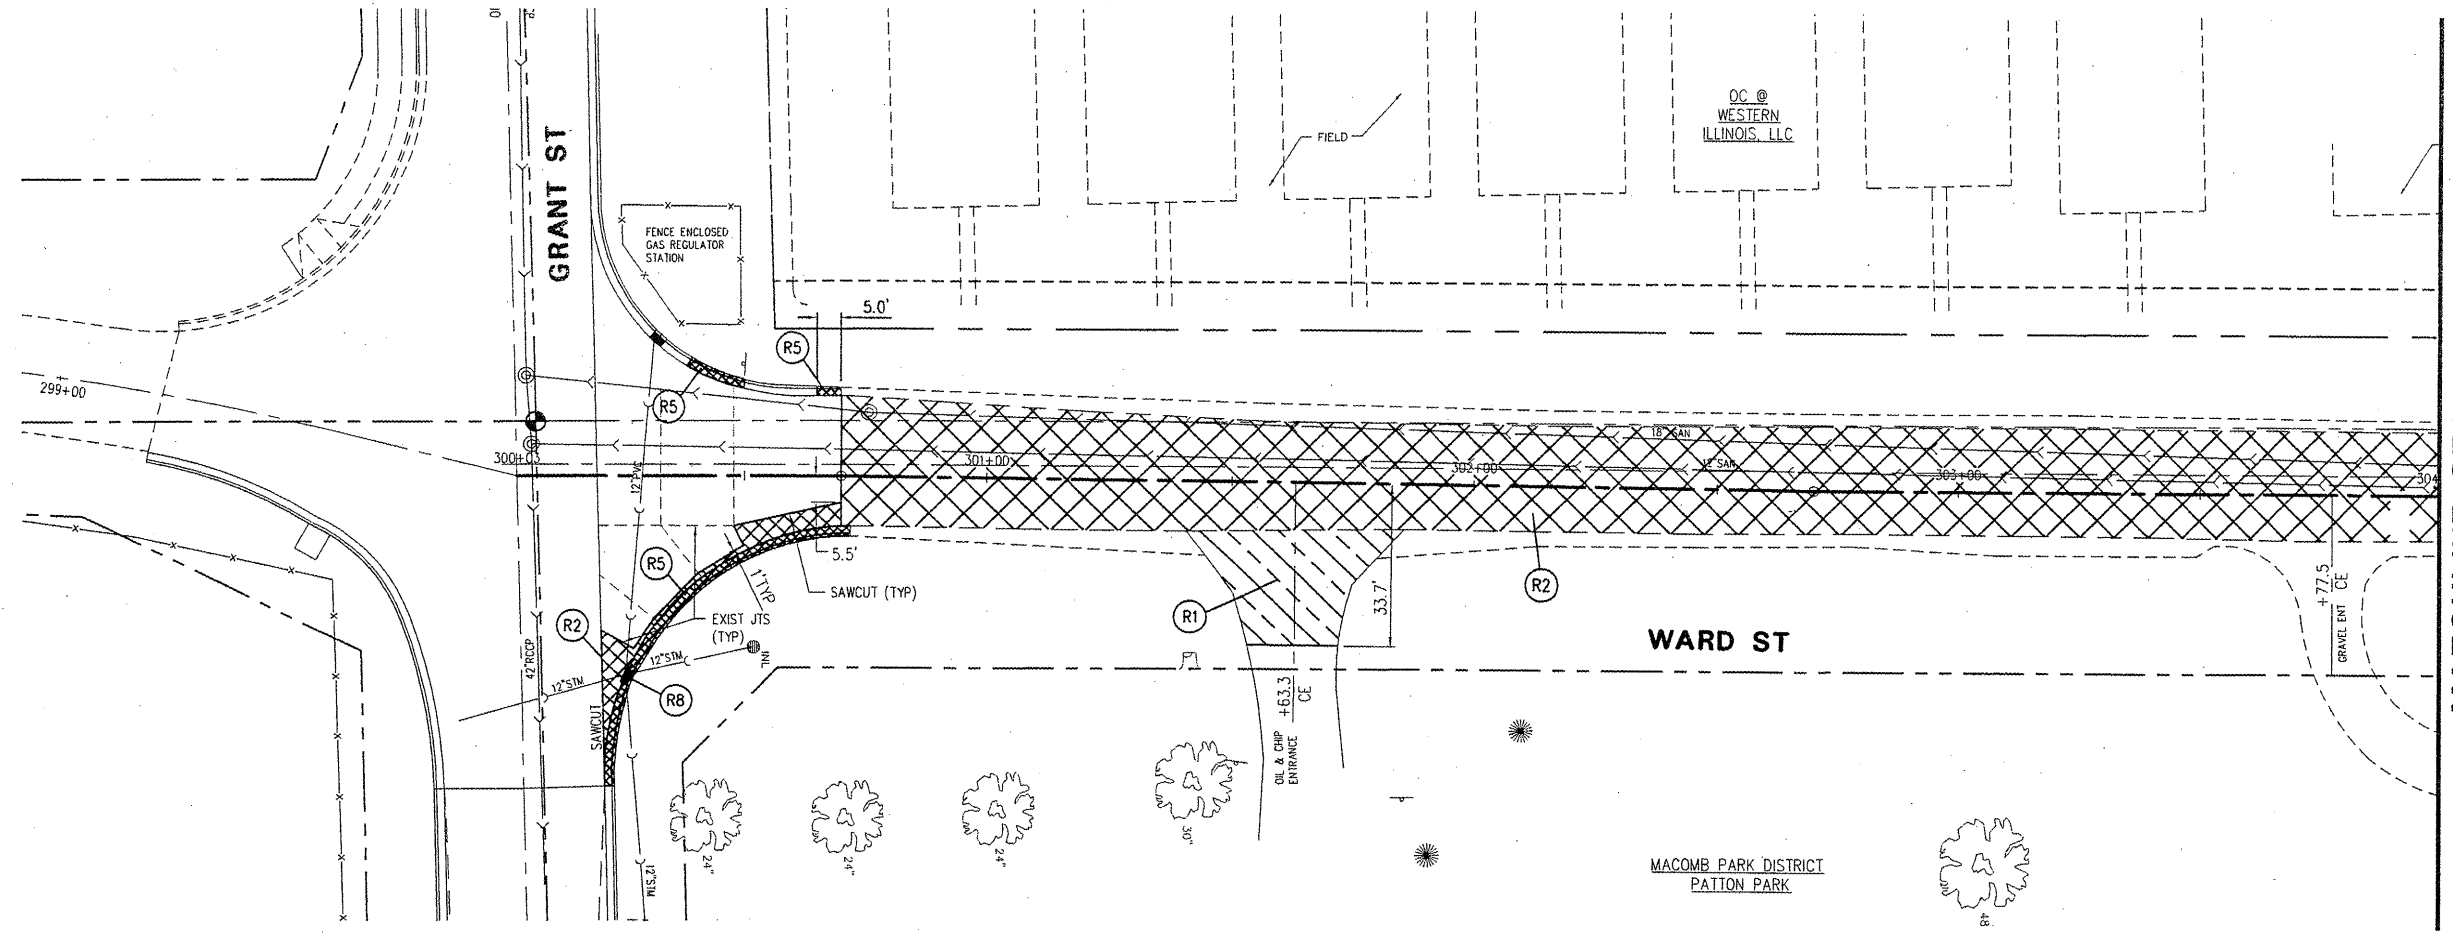 GRANT ST
FENCE ENCLOSED
GAS REGULATOR
STATION
FIELD
OC @
WESTERN
ILLINOIS, LLC
5.0'
R5
R5
299+00
300+03
301+00
302+00
303+00
304
18" SAN
12" SAN
12"PVC
5.5'
R5
1'TYP
SAWCUT (TYP)
EXIST JTS
(TYP)
R2
R1
R2
33.7'
WARD ST
+77.5
CE
GRAVEL ENT
42"RCCP
12"STM
12"STM
INL
R8
SAWCUT
+63.3
CE
OIL & CHIP
ENTRANCE
24"
24"
24"
30"
48
12"STM
MACOMB PARK DISTRICT
PATTON PARK